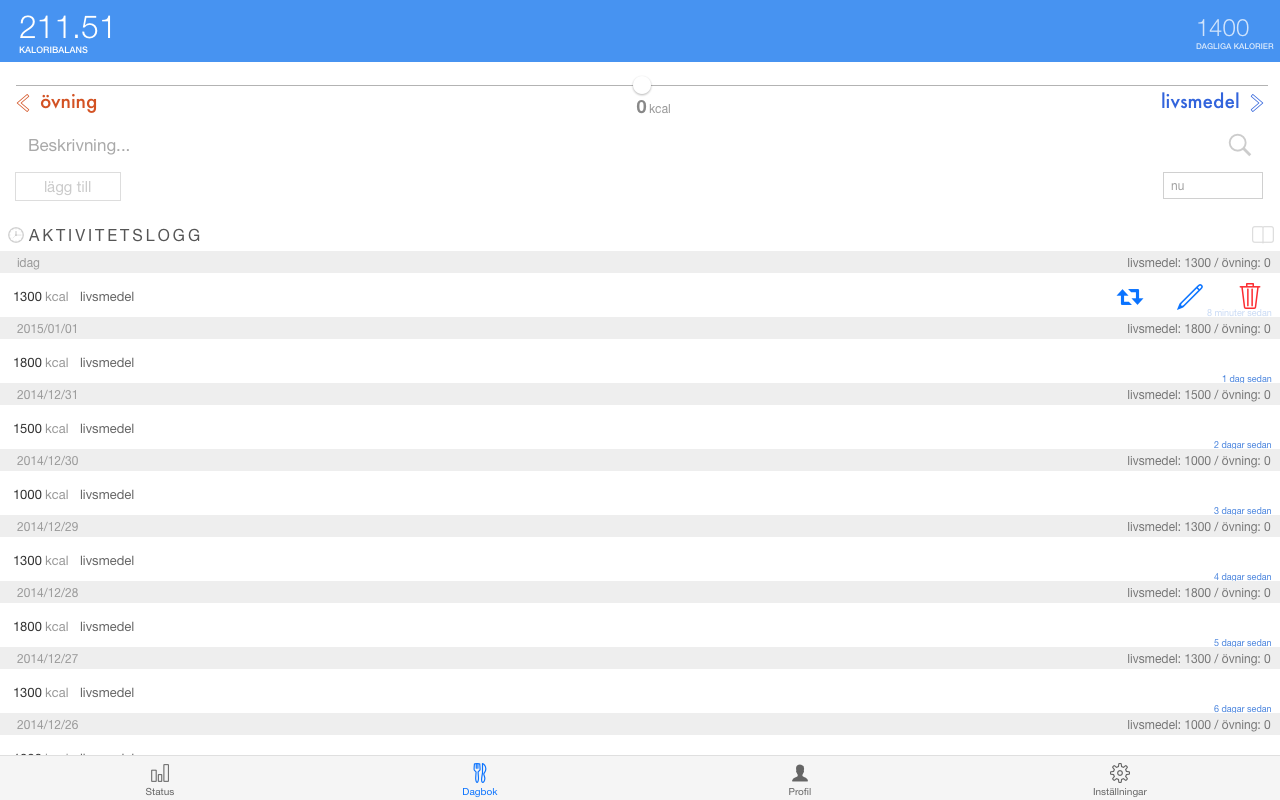 211.51
KALORIBALANS
1400
DAGLIGA KALORIER
övning
0 kcal
livsmedel
Beskrivning...
lägg till
nu
AKTIVITETSLOGG
idag livsmedel: 1300 / övning: 0
1300 kcal livsmedel
8 minuter sedan
2015/01/01 livsmedel: 1800 / övning: 0
1800 kcal livsmedel
1 dag sedan
2014/12/31 livsmedel: 1500 / övning: 0
1500 kcal livsmedel
2 dagar sedan
2014/12/30 livsmedel: 1000 / övning: 0
1000 kcal livsmedel
3 dagar sedan
2014/12/29 livsmedel: 1300 / övning: 0
1300 kcal livsmedel
4 dagar sedan
2014/12/28 livsmedel: 1800 / övning: 0
1800 kcal livsmedel
5 dagar sedan
2014/12/27 livsmedel: 1300 / övning: 0
1300 kcal livsmedel
6 dagar sedan
2014/12/26 livsmedel: 1000 / övning: 0
Status Dagbok Profil Inställningar